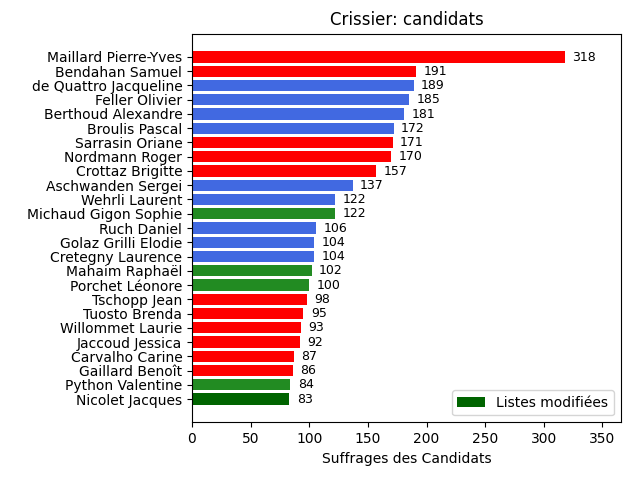 Crissier: candidats
Maillard Pierre-Yves 318
Bendahan Samuel 191
de Quattro Jacqueline 189
Feller Olivier 185
Berthoud Alexandre 181
Broulis Pascal 172
Sarrasin Oriane 171
Nordmann Roger 170
Crottaz Brigitte 157
Aschwanden Sergei 137
Wehrli Laurent 122
Michaud Gigon Sophie 122
Ruch Daniel 106
Golaz Grilli Elodie 104
Cretegny Laurence 104
Mahaim Raphaël 102
Porchet Léonore 100
Tschopp Jean 98
Tuosto Brenda 95
Willommet Laurie 93
Jaccoud Jessica 92
Carvalho Carine 87
Gaillard Benoît 86
Python Valentine 84
Nicolet Jacques 83
Listes modifiées
0 50 100 150 200 250 300 350
Suffrages des Candidats